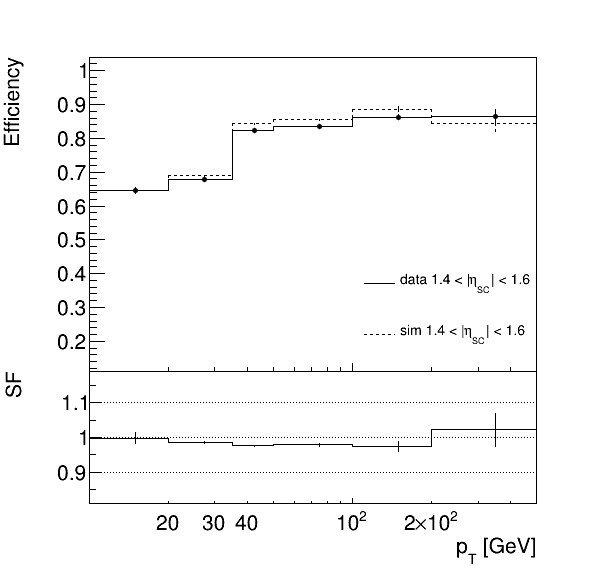 Efficiency
1
0.9
0.8
0.7
0.6
0.5
0.4
0.3
0.2
data 1.4 < |η_SC| < 1.6
sim 1.4 < |η_SC| < 1.6
SF
1.1
1
0.9
20 30 40 10² 2×10²
p_T [GeV]